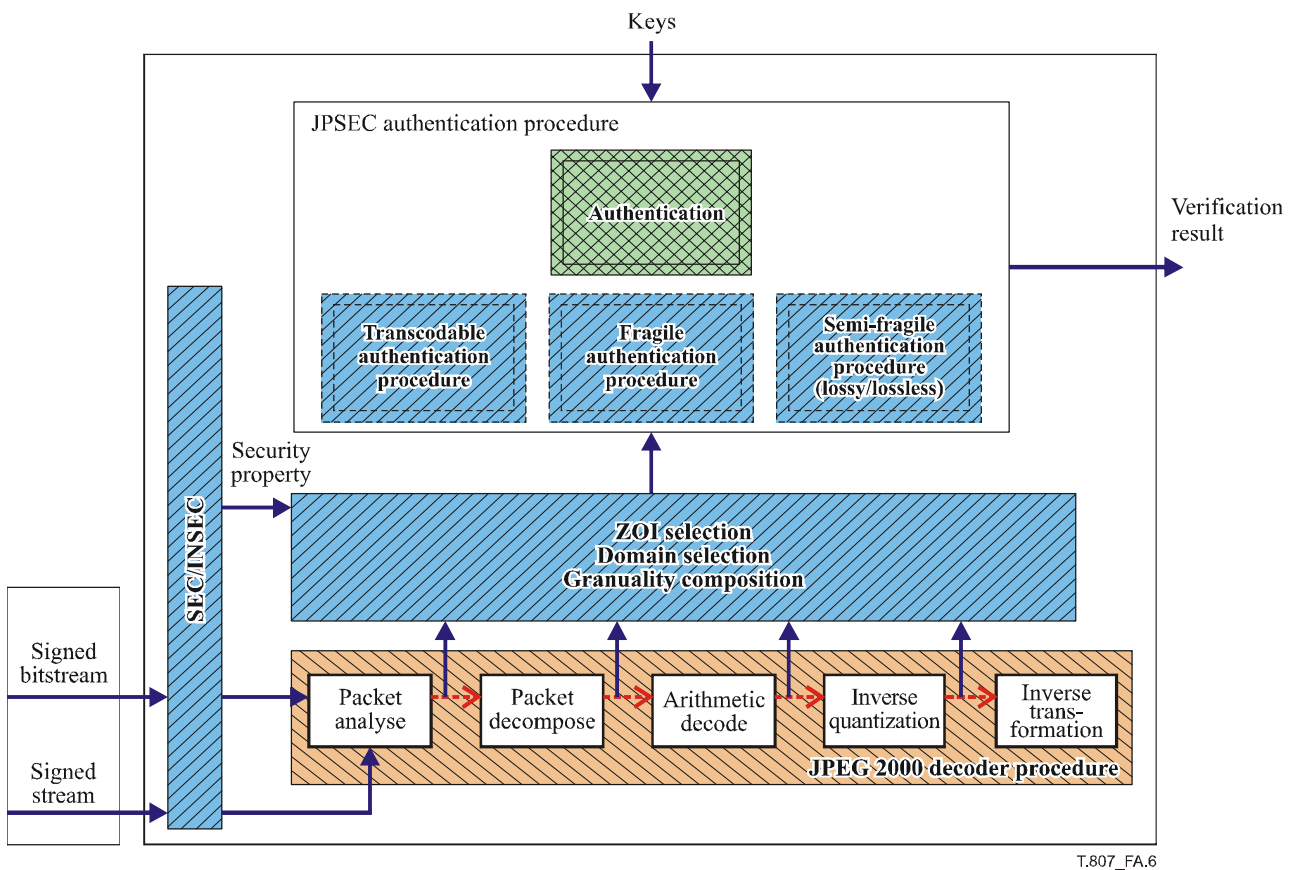 Keys
JPSEC authentication procedure
Authentication
Verification
result
Transcodable
authentication
procedure
Fragile
authentication
procedure
Semi-fragile
authentication
procedure
(lossy/lossless)
Security
property
SEC/INSEC
ZOI selection
Domain selection
Granuality composition
Signed
bitstream
Packet
analyse
Packet
decompose
Arithmetic
decode
Inverse
quantization
Inverse
trans-
formation
JPEG 2000 decoder procedure
Signed
stream
T.807_FA.6